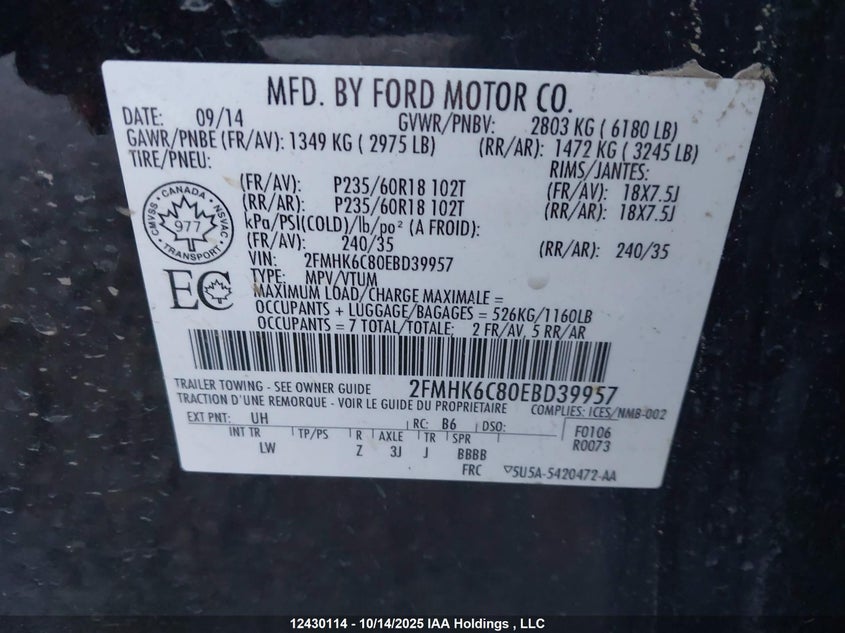 MFD. BY FORD MOTOR CO.
DATE: 09/14 GVWR/PNBV: 2803 KG ( 6180 LB)
GAWR/PNBE (FR/AV): 1349 KG ( 2975 LB) (RR/AR): 1472 KG ( 3245 LB)
TIRE/PNEU: RIMS/JANTES:
(FR/AV): P235/60R18 102T (FR/AV): 18X7.5J
(RR/AR): P235/60R18 102T (RR/AR): 18X7.5J
kPa/PSI(COLD)/lb/po² (A FROID):
(FR/AV): 240/35 (RR/AR): 240/35
CANADA CMVSS NSVAC 977 TRANSPORT
VIN: 2FMHK6C80EBD39957
EC
TYPE: MPV/VTUM
MAXIMUM LOAD/CHARGE MAXIMALE =
OCCUPANTS + LUGGAGE/BAGAGES = 526KG/1160LB
OCCUPANTS = 7 TOTAL/TOTALE; 2 FR/AV, 5 RR/AR
TRAILER TOWING - SEE OWNER GUIDE 2FMHK6C80EBD39957
TRACTION D'UNE REMORQUE - VOIR LE GUIDE DU PROPRIETAIRE COMPLIES: ICES/NMB-002
EXT PNT: UH RC: B6 DSO: F0106
INT TR TP/PS R AXLE TR SPR R0073
LW Z 3J J BBBB
FRC ▽5U5A-5420472-AA
12430114 - 10/14/2025 IAA Holdings , LLC